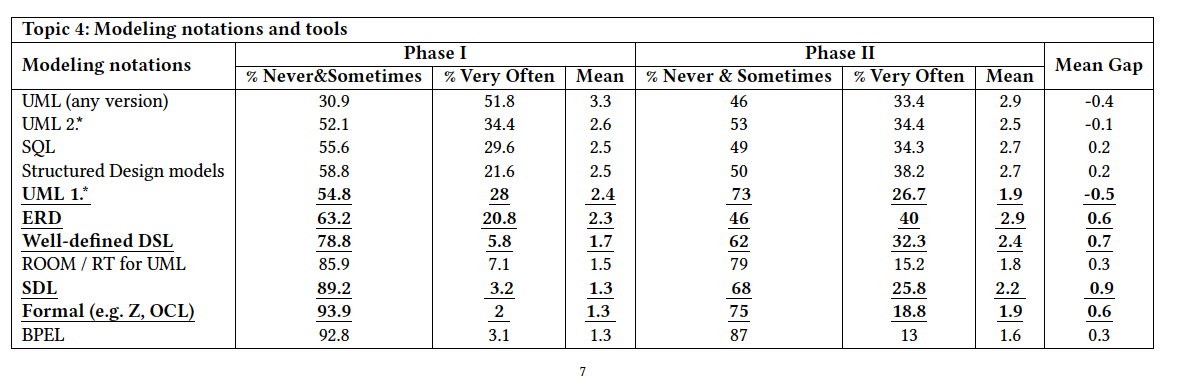 Topic 4: Modeling notations and tools
Modeling notations Phase I Phase II Mean Gap
% Never&Sometimes % Very Often Mean % Never & Sometimes % Very Often Mean
UML (any version) 30.9 51.8 3.3 46 33.4 2.9 -0.4
UML 2.* 52.1 34.4 2.6 53 34.4 2.5 -0.1
SQL 55.6 29.6 2.5 49 34.3 2.7 0.2
Structured Design models 58.8 21.6 2.5 50 38.2 2.7 0.2
UML 1.* 54.8 28 2.4 73 26.7 1.9 -0.5
ERD 63.2 20.8 2.3 46 40 2.9 0.6
Well-defined DSL 78.8 5.8 1.7 62 32.3 2.4 0.7
ROOM / RT for UML 85.9 7.1 1.5 79 15.2 1.8 0.3
SDL 89.2 3.2 1.3 68 25.8 2.2 0.9
Formal (e.g. Z, OCL) 93.9 2 1.3 75 18.8 1.9 0.6
BPEL 92.8 3.1 1.3 87 13 1.6 0.3
7